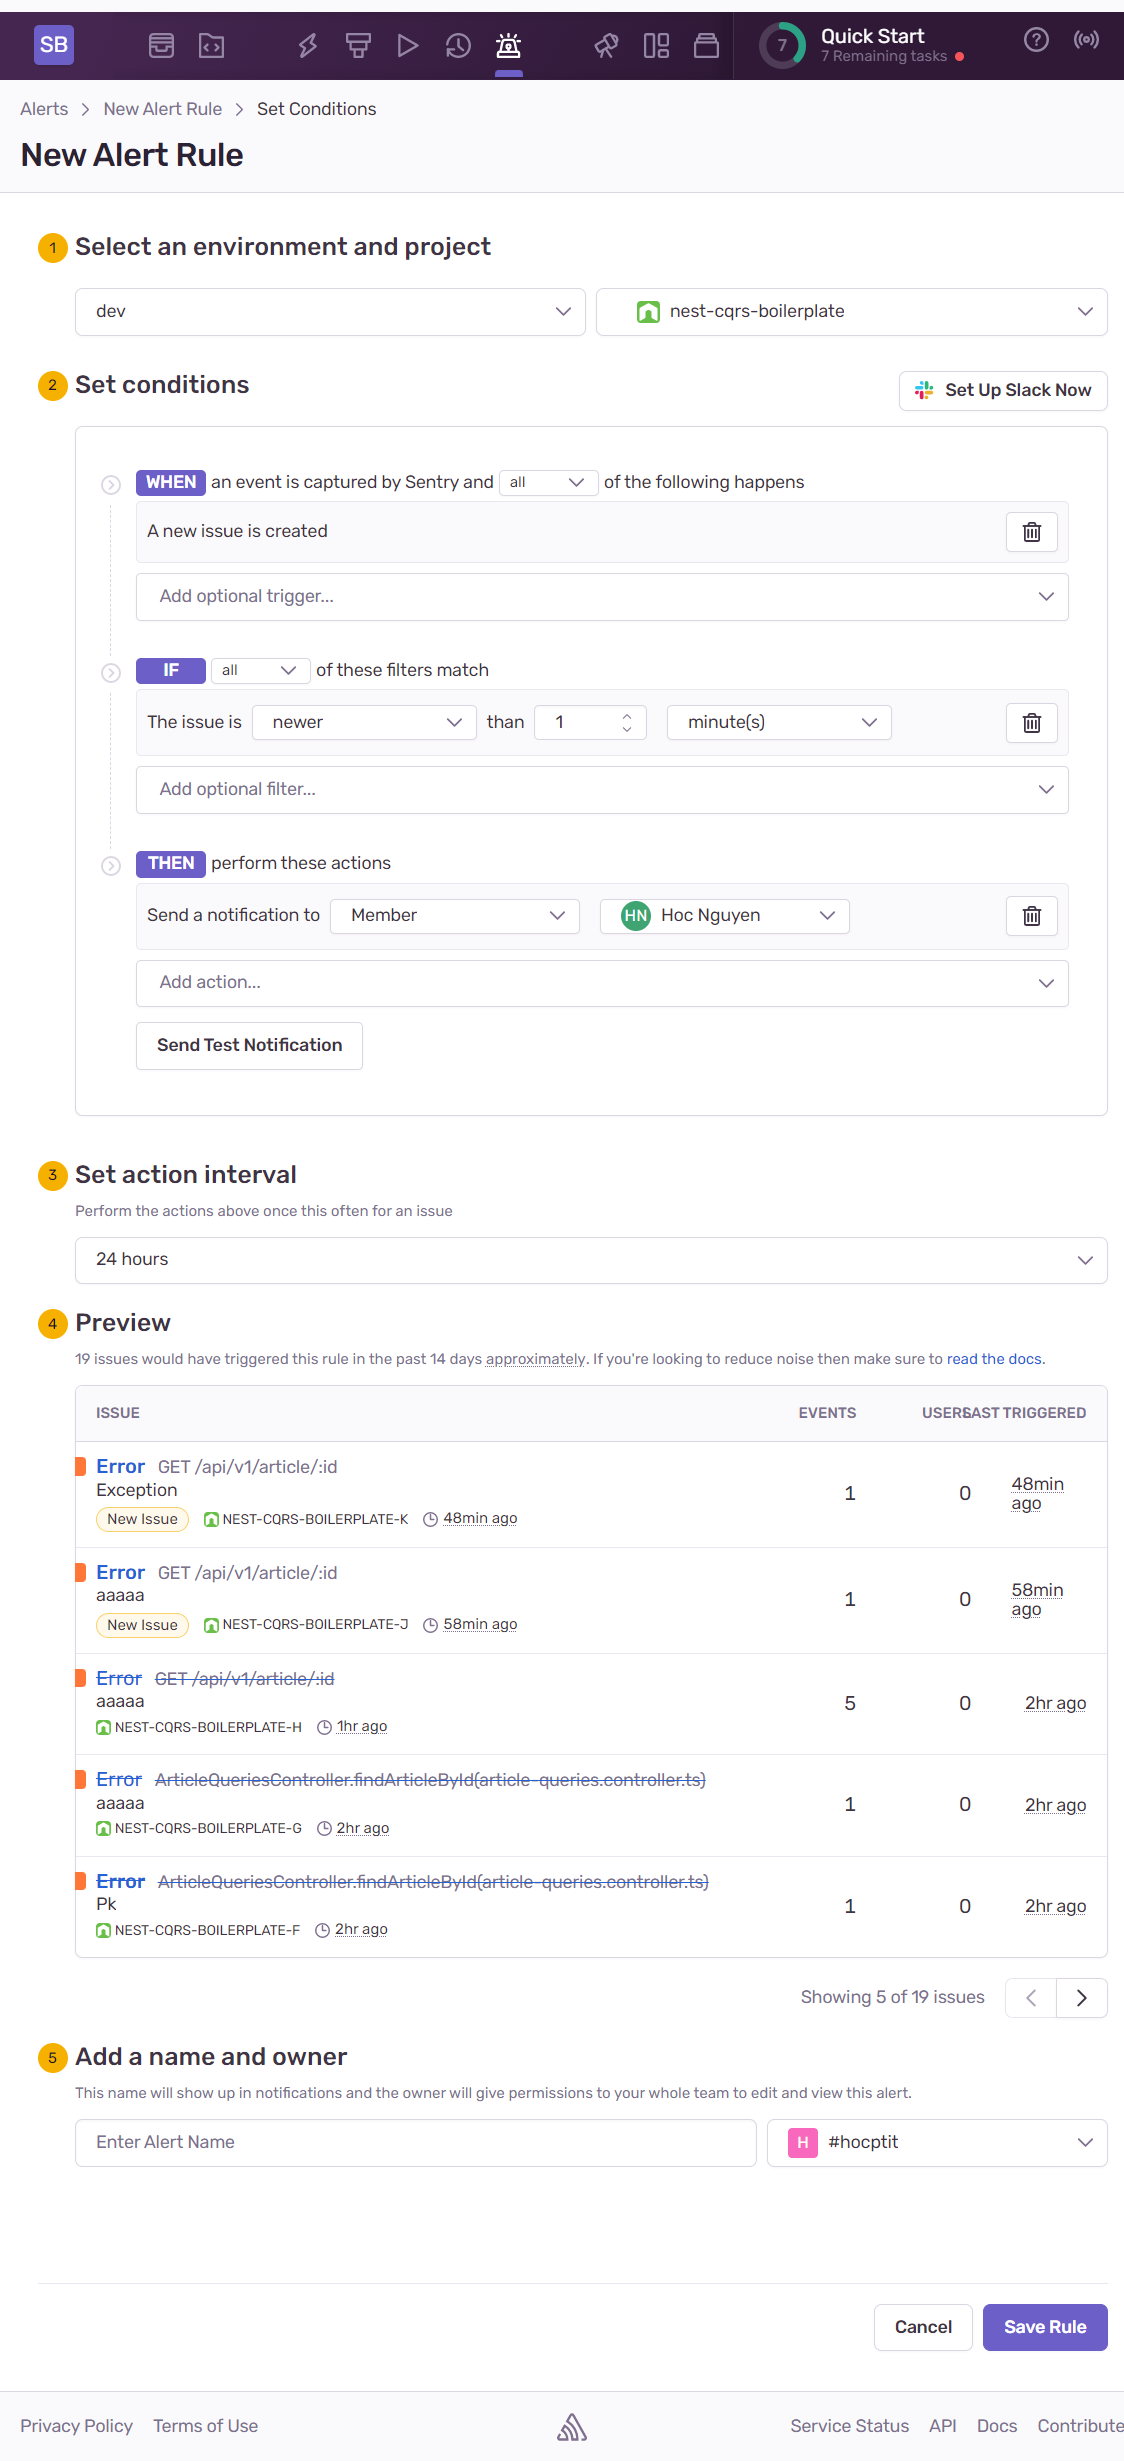 SB
7
Quick Start
7 Remaining tasks
Alerts > New Alert Rule > Set Conditions
New Alert Rule
1 Select an environment and project
dev
nest-cqrs-boilerplate
2 Set conditions
Set Up Slack Now
WHEN an event is captured by Sentry and all of the following happens
A new issue is created
Add optional trigger...
IF all of these filters match
The issue is newer than 1 minute(s)
Add optional filter...
THEN perform these actions
Send a notification to Member HN Hoc Nguyen
Add action...
Send Test Notification
3 Set action interval
Perform the actions above once this often for an issue
24 hours
4 Preview
19 issues would have triggered this rule in the past 14 days approximately. If you're looking to reduce noise then make sure to read the docs.
ISSUE EVENTS USERS LAST TRIGGERED
Error GET /api/v1/article/:id
Exception
1 0 48min ago
New Issue NEST-CQRS-BOILERPLATE-K 48min ago
Error GET /api/v1/article/:id
aaaaa
1 0 58min ago
New Issue NEST-CQRS-BOILERPLATE-J 58min ago
Error GET /api/v1/article/:id
aaaaa
5 0 2hr ago
NEST-CQRS-BOILERPLATE-H 1hr ago
Error ArticleQueriesController.findArticleById(article-queries.controller.ts)
aaaaa
1 0 2hr ago
NEST-CQRS-BOILERPLATE-G 2hr ago
Error ArticleQueriesController.findArticleById(article-queries.controller.ts)
Pk
1 0 2hr ago
NEST-CQRS-BOILERPLATE-F 2hr ago
Showing 5 of 19 issues
5 Add a name and owner
This name will show up in notifications and the owner will give permissions to your whole team to edit and view this alert.
Enter Alert Name
H #hocptit
Cancel
Save Rule
Privacy Policy Terms of Use Service Status API Docs Contribute